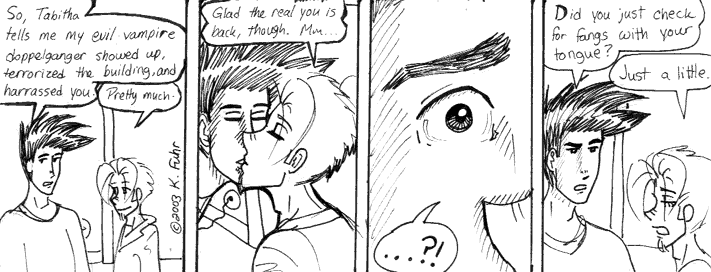 So, Tabitha
tells me my evil vampire
doppelganger showed up,
terrorized the building, and
harrassed you.
Pretty much.
©2003 K. Fuhr
Glad the real you is
back, though. Mm...
....?!
Did you just check
for fangs with your
tongue?
Just a little.